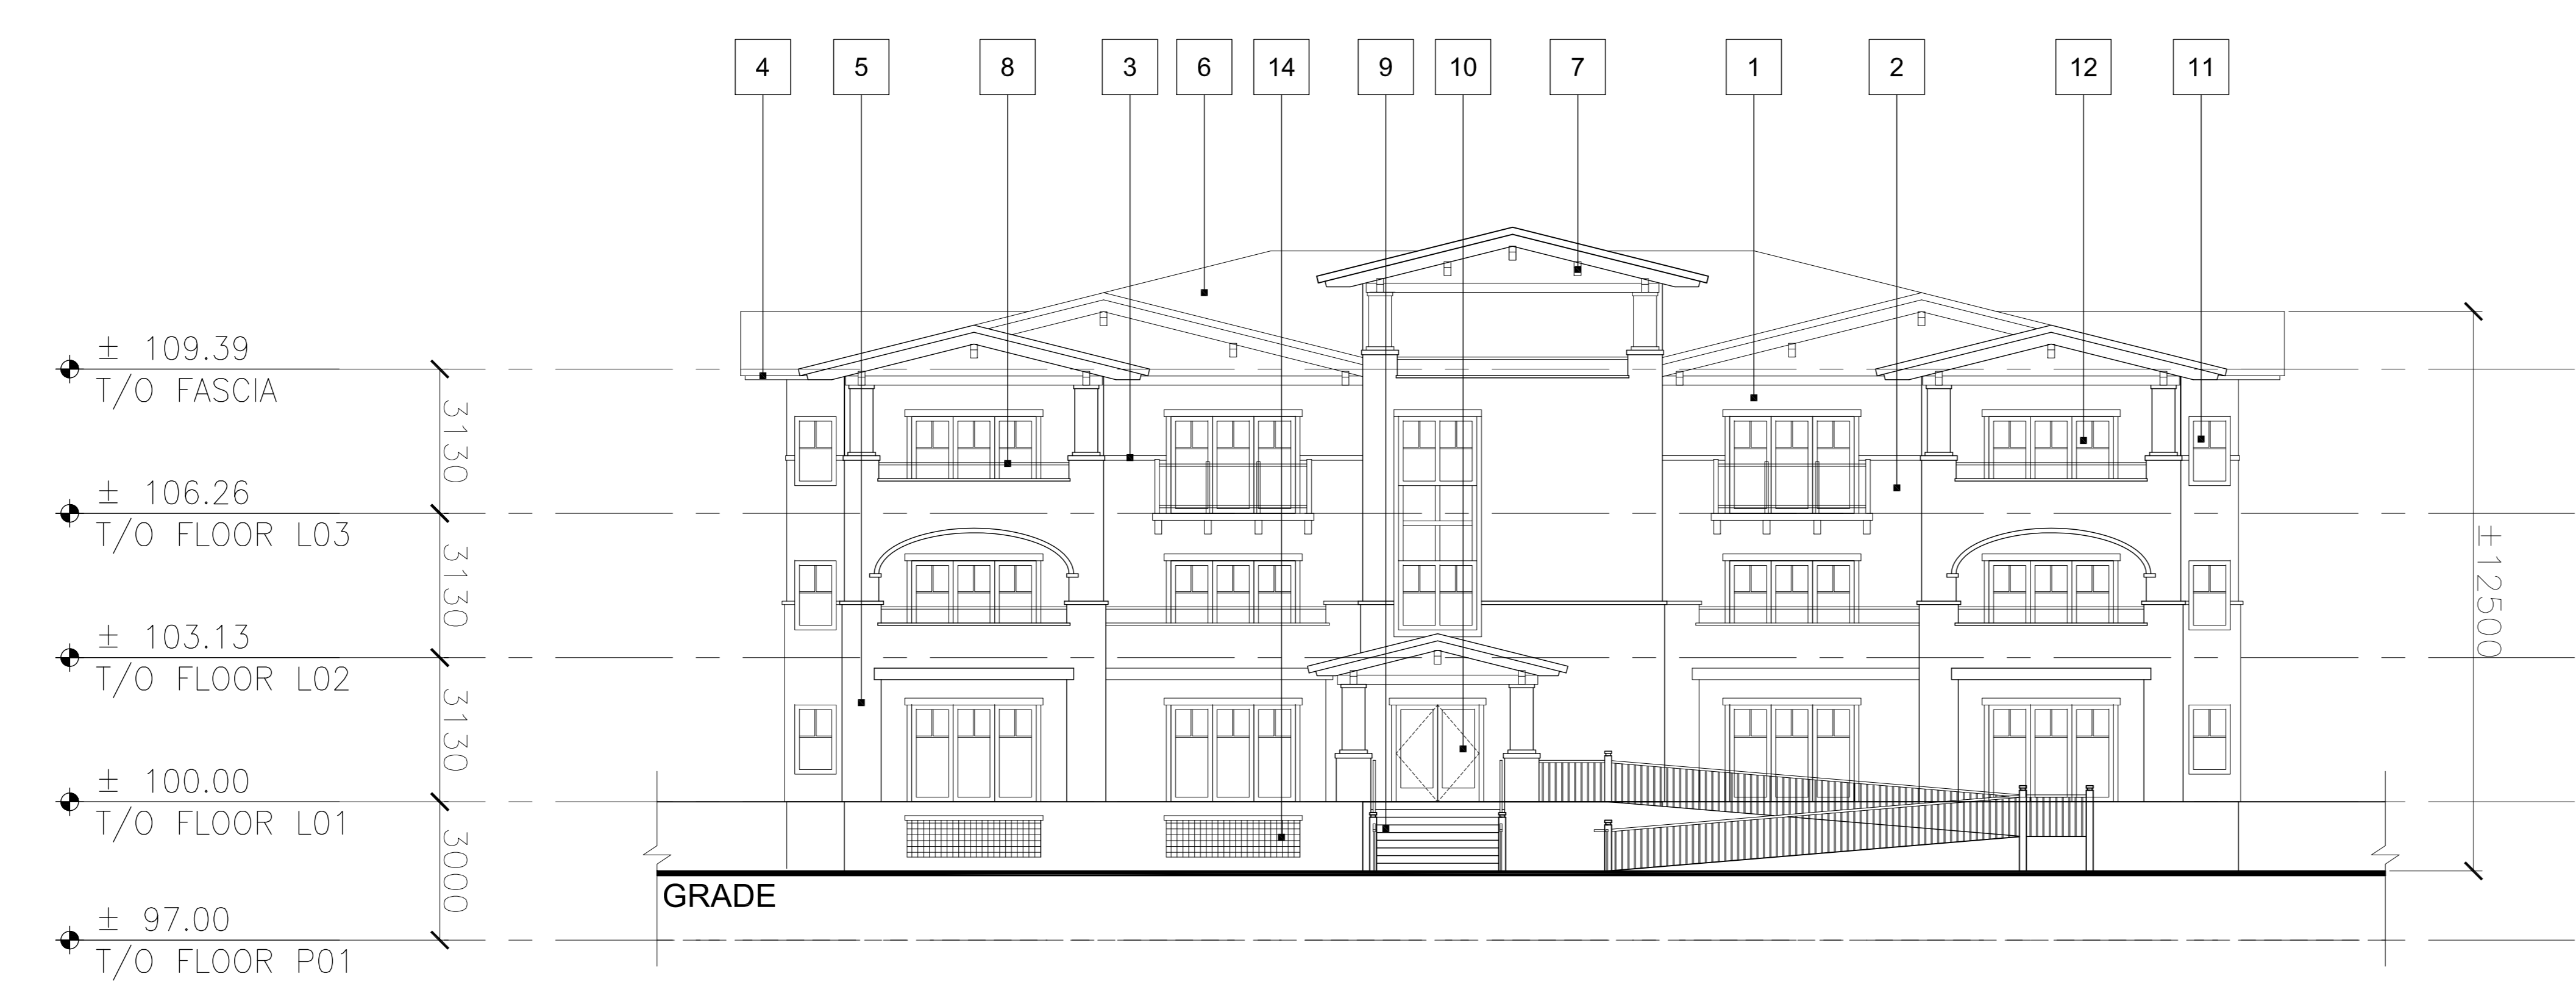 4 5 8 3 6 14 9 10 7 1 2 12 11
± 109.39
T/O FASCIA
3130
± 106.26
T/O FLOOR L03
3130
±12500
± 103.13
T/O FLOOR L02
3130
± 100.00
T/O FLOOR L01
3000
GRADE
± 97.00
T/O FLOOR P01